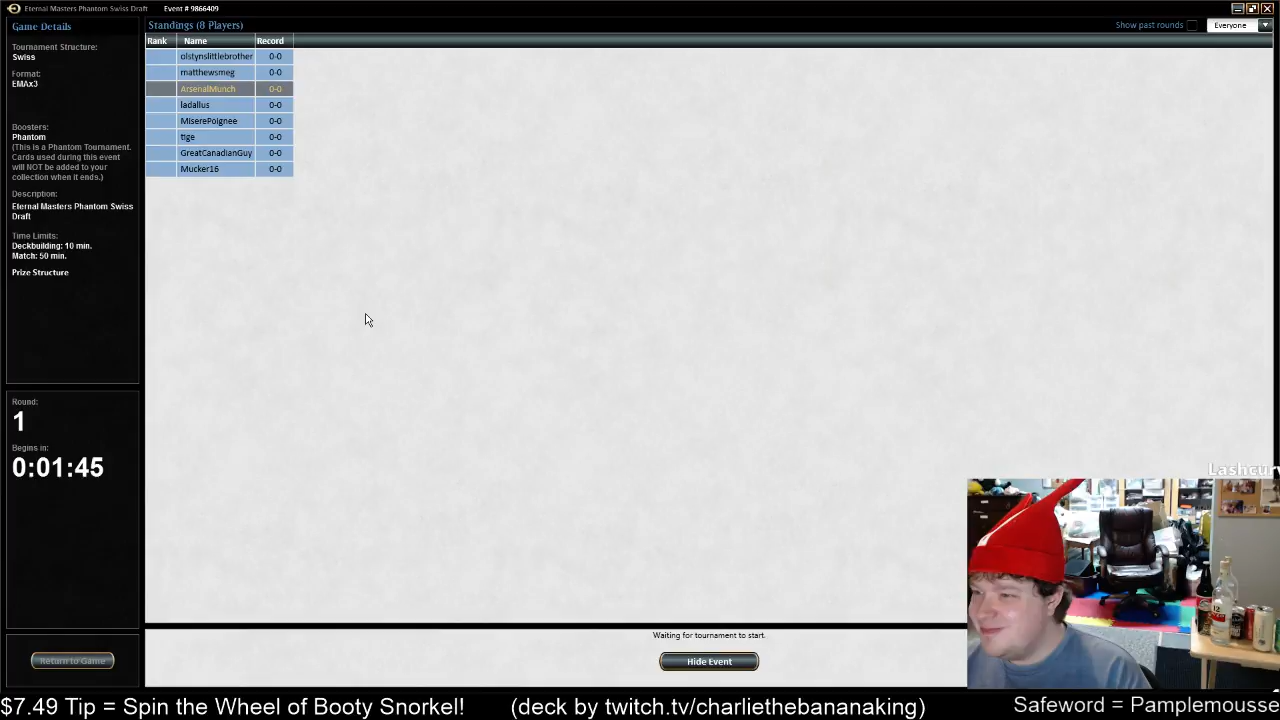 Eternal Masters Phantom Swiss Draft Event # 9866409
Game Details
Tournament Structure:
Swiss
Format:
EMAx3
Boosters:
Phantom
(This is a Phantom Tournament.
Cards used during this event
will NOT be added to your
collection when it ends.)
Description:
Eternal Masters Phantom Swiss
Draft
Time Limits:
Deckbuilding: 10 min.
Match: 50 min.
Prize Structure
Round:
1
Begins in:
0:01:45
Return to Game
Standings (8 Players)
Show past rounds Everyone
Rank Name Record
olstynslittlebrother 0-0
matthewsmeg 0-0
ArsenalMunch 0-0
ladallus 0-0
MiserePoignee 0-0
tige 0-0
GreatCanadianGuy 0-0
Mucker16 0-0
Waiting for tournament to start.
Hide Event
Lashcurv
$7.49 Tip = Spin the Wheel of Booty Snorkel! (deck by twitch.tv/charliethebananaking) Safeword = Pamplemousse